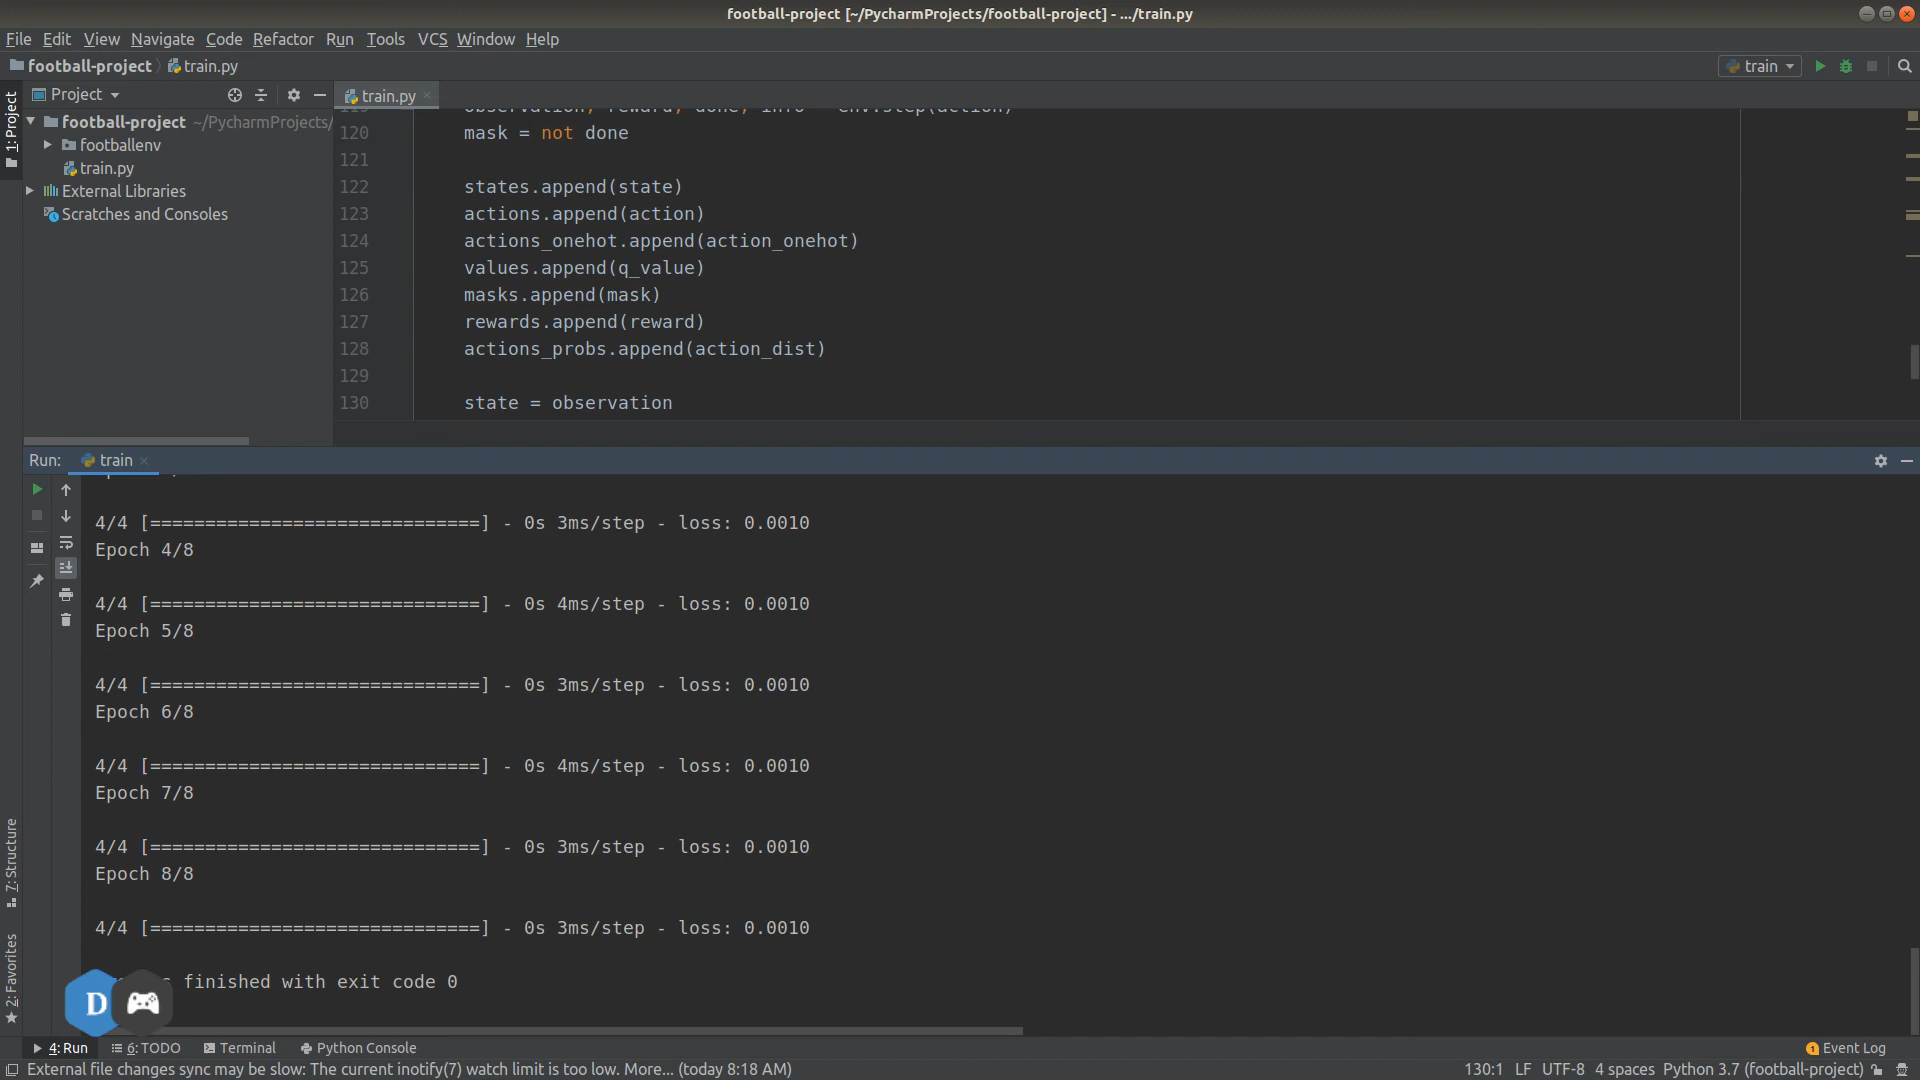 football-project [~/PycharmProjects/football-project] - .../train.py
File Edit View Navigate Code Refactor Run Tools VCS Window Help
football-project train.py
train
1: Project
Project
train.py
football-project ~/PycharmProjects/
footballenv
train.py
External Libraries
Scratches and Consoles
119 observation, reward, done, info = env.step(action)
120 mask = not done
121
122 states.append(state)
123 actions.append(action)
124 actions_onehot.append(action_onehot)
125 values.append(q_value)
126 masks.append(mask)
127 rewards.append(reward)
128 actions_probs.append(action_dist)
129
130 state = observation
Run: train
4/4 [==============================] - 0s 3ms/step - loss: 0.0010
Epoch 4/8
4/4 [==============================] - 0s 4ms/step - loss: 0.0010
Epoch 5/8
4/4 [==============================] - 0s 3ms/step - loss: 0.0010
Epoch 6/8
4/4 [==============================] - 0s 4ms/step - loss: 0.0010
Epoch 7/8
4/4 [==============================] - 0s 3ms/step - loss: 0.0010
Epoch 8/8
4/4 [==============================] - 0s 3ms/step - loss: 0.0010
finished with exit code 0
7: Structure
2: Favorites
D
4: Run 6: TODO Terminal Python Console
1 Event Log
External file changes sync may be slow: The current inotify(7) watch limit is too low. More... (today 8:18 AM)
130:1 LF UTF-8 4 spaces Python 3.7 (football-project)